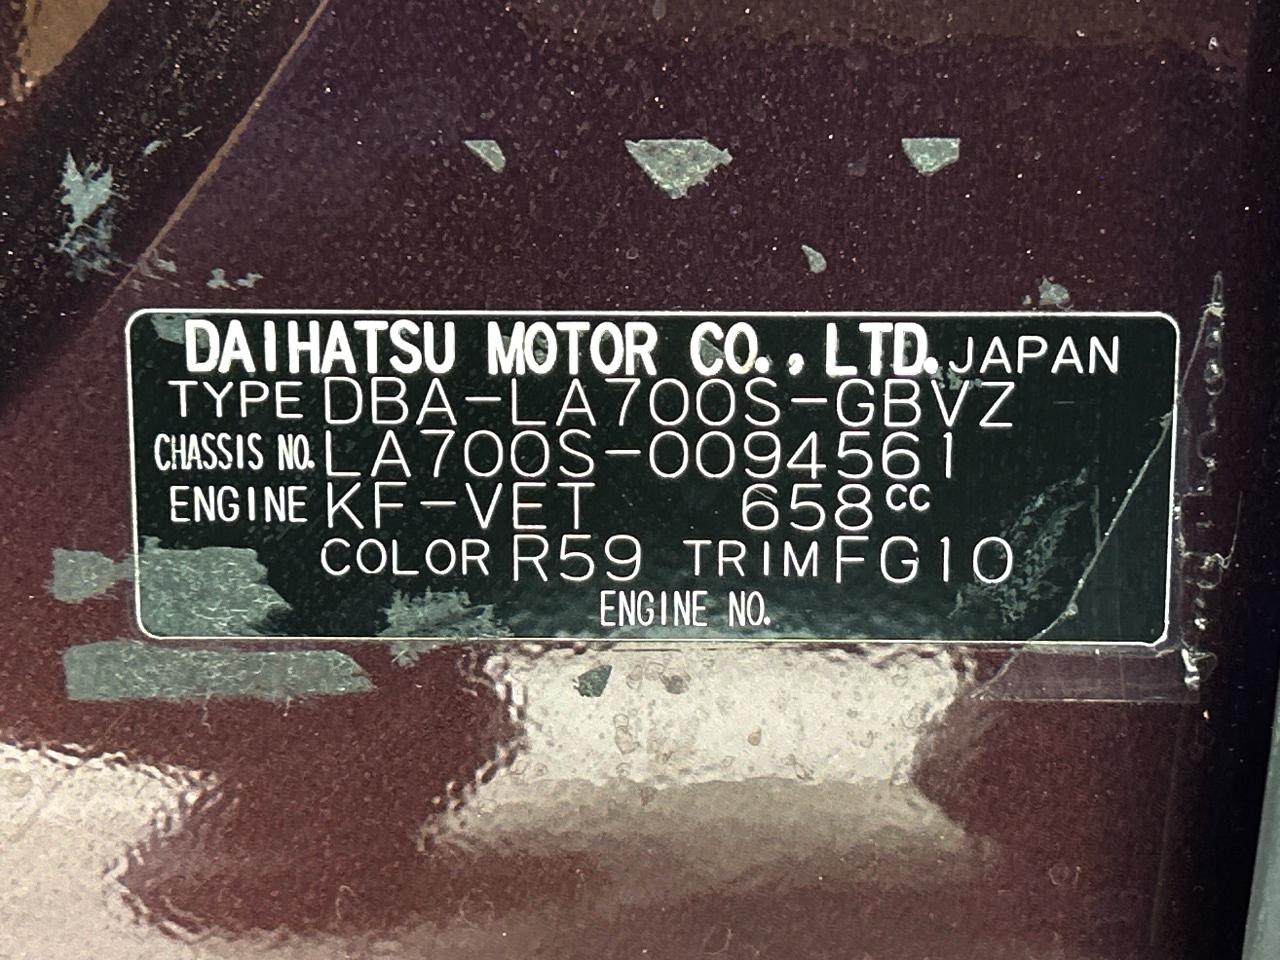 DAIHATSU MOTOR CO., LTD. JAPAN
TYPE DBA-LA700S-GBVZ
CHASSIS NO. LA700S-0094561
ENGINE KF-VET 658cc
COLOR R59 TRIM FG10
ENGINE NO.